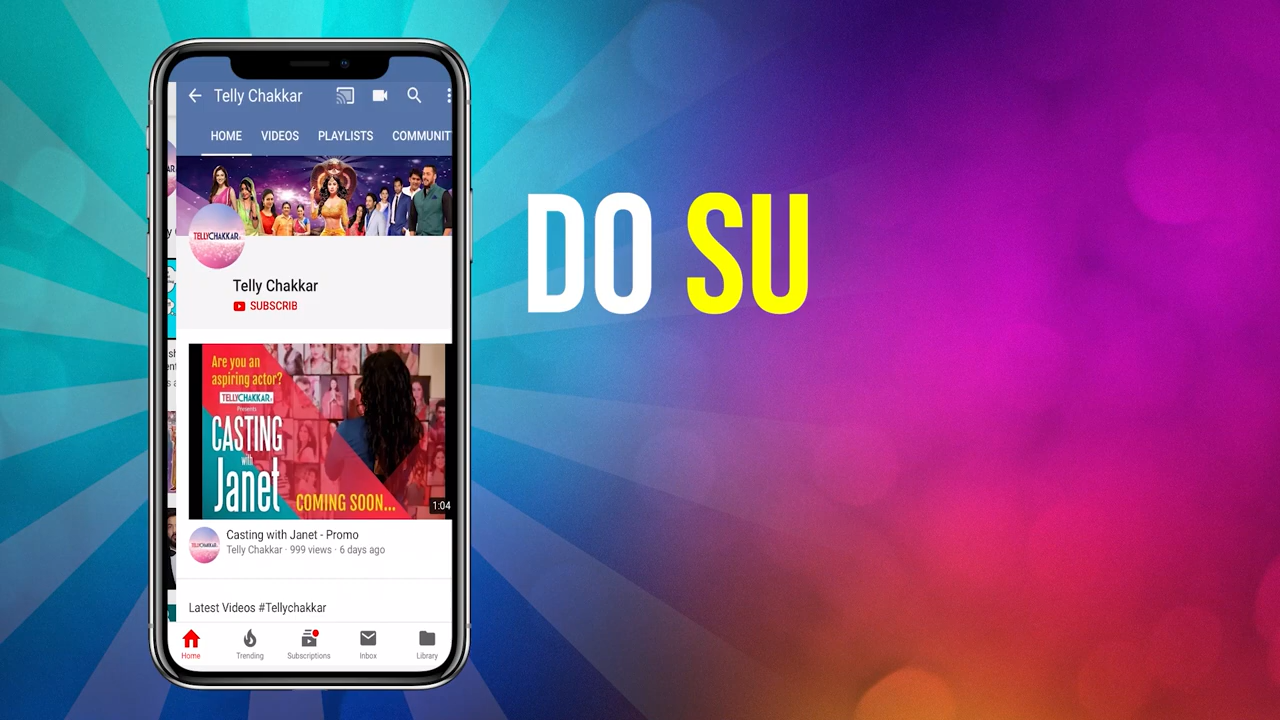 Telly Chakkar
HOME VIDEOS PLAYLISTS COMMUNIT
TELLYCHAKKAR
Telly Chakkar
SUBSCRIB
DO SU
Are you an
aspiring actor?
TELLYCHAKKAR
Presents
CASTING
with
Janet
COMING SOON...
1:04
Casting with Janet - Promo
TELLYCHAKKAR
Telly Chakkar · 999 views · 6 days ago
Latest Videos #Tellychakkar
Home Trending Subscriptions Inbox Library